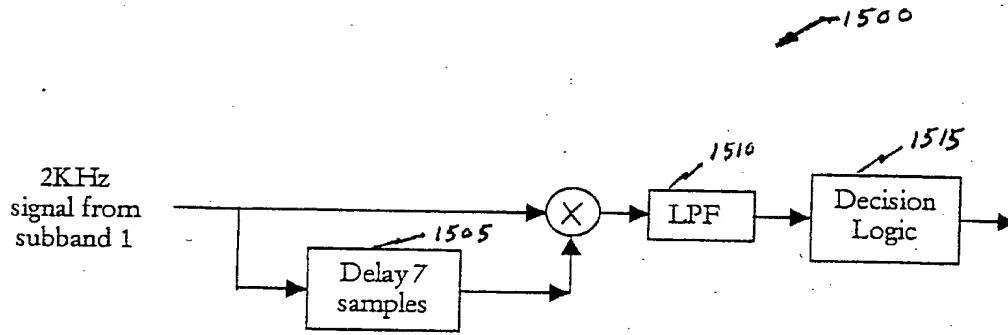 1500
2KHz
signal from
subband 1
1505
Delay 7
samples
X
1510
LPF
1515
Decision
Logic